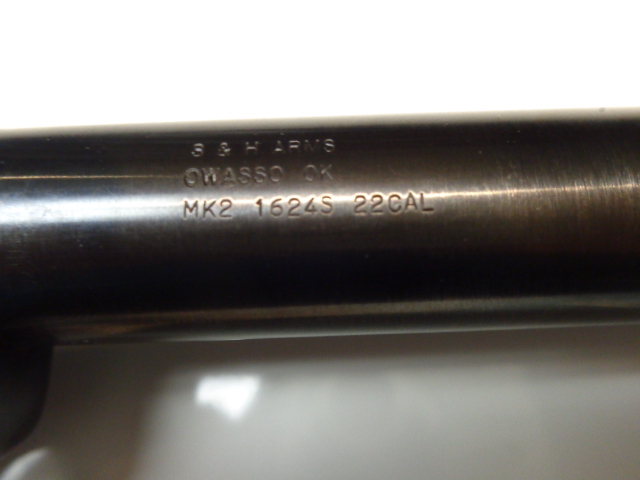 S & H ARMS
OWASSO OK
MK2 1624S 22CAL